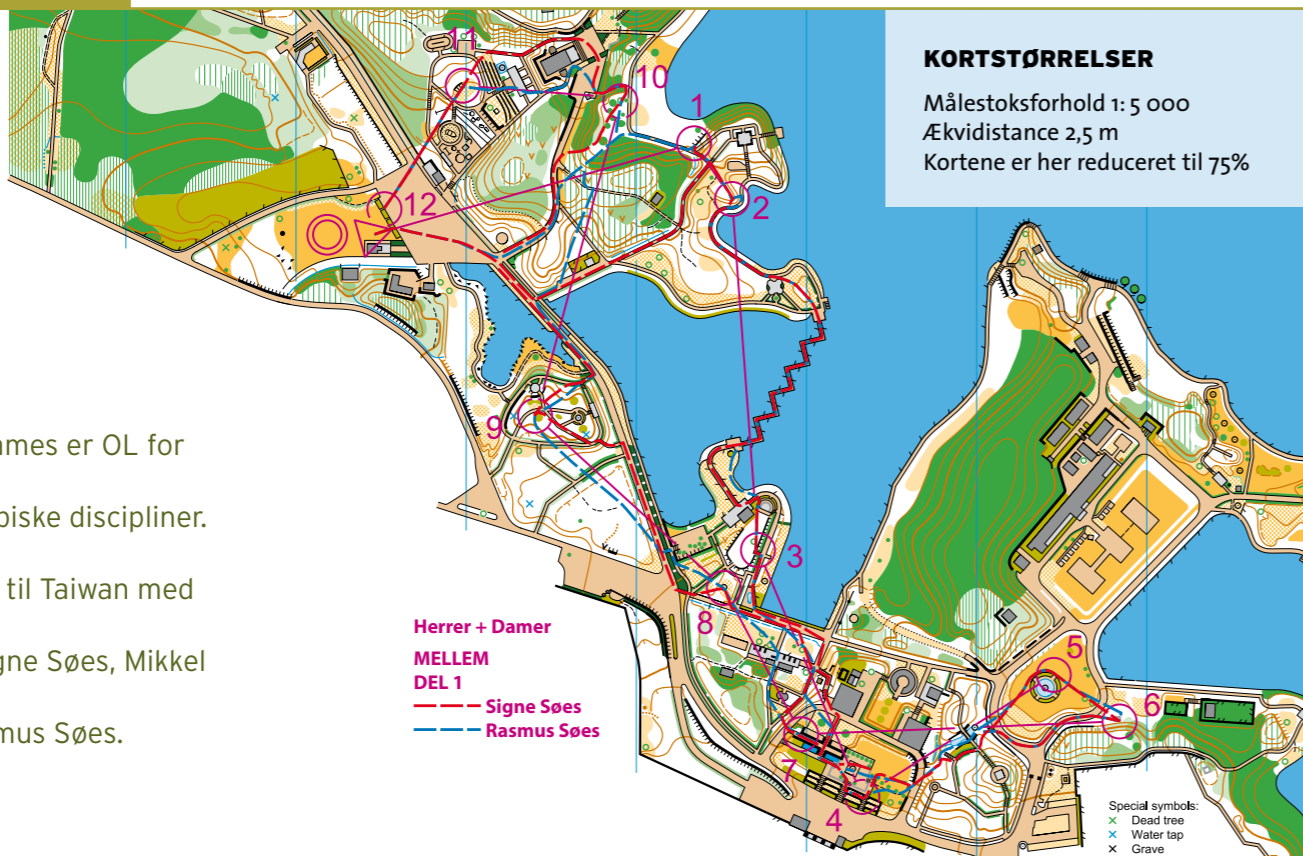 KORTSTØRRELSER
Målestoksforhold 1: 5 000
Ækvidistance 2,5 m
Kortene er her reduceret til 75%
11
10
1
12
2
9
ames er OL for
piske discipliner.
til Taiwan med
gne Søes, Mikkel
mus Søes.
3
8
Herrer + Damer
MELLEM
DEL 1
Signe Søes
Rasmus Søes
5
6
7
4
Special symbols:
Dead tree
Water tap
Grave